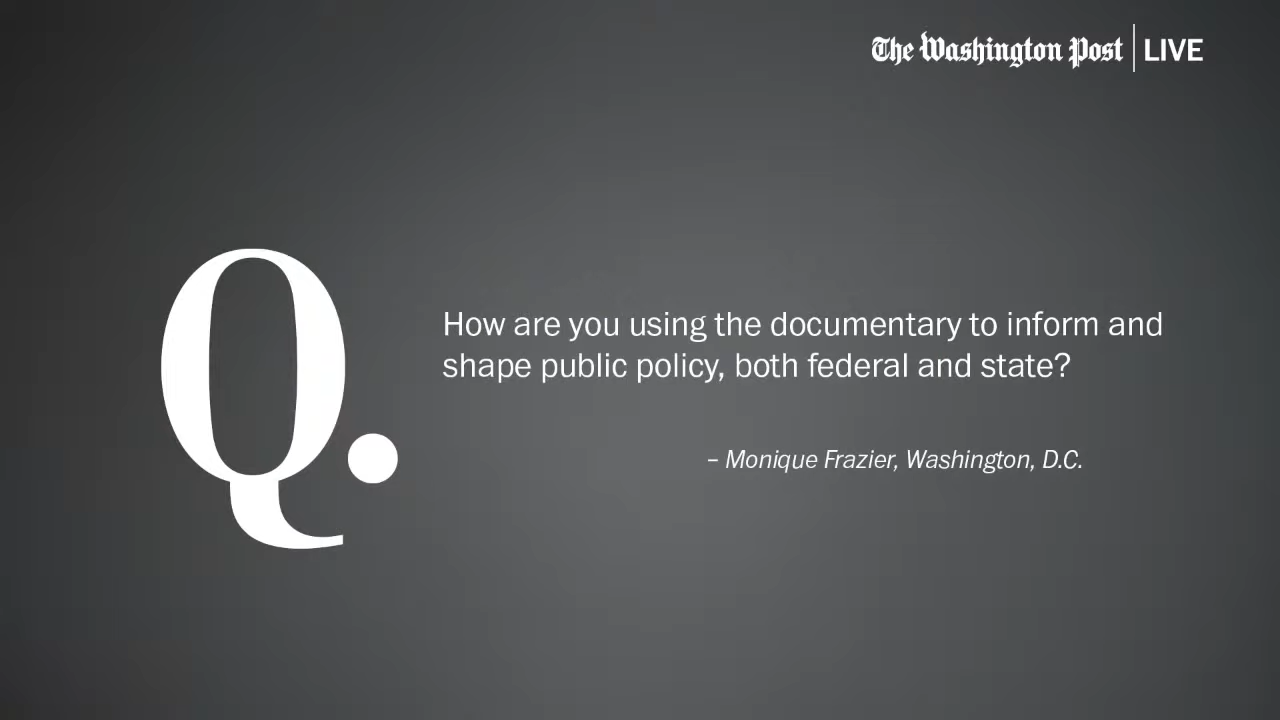 The Washington Post | LIVE
Q.
How are you using the documentary to inform and
shape public policy, both federal and state?
– Monique Frazier, Washington, D.C.